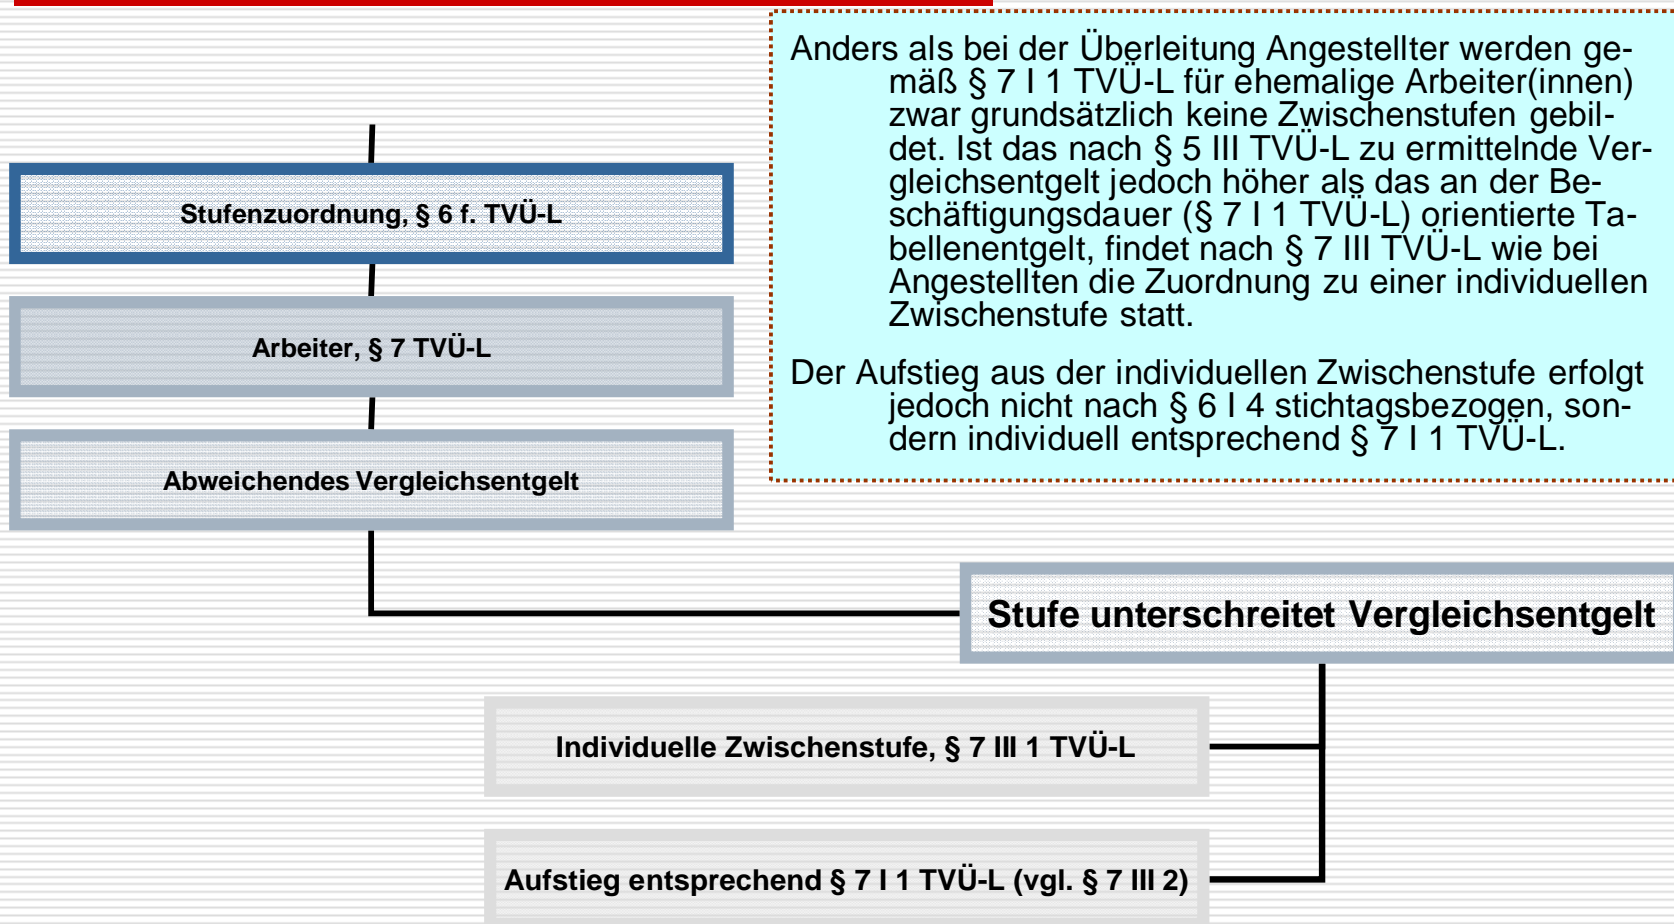 Anders als bei der Überleitung Angestellter werden ge-
mäß § 7 I 1 TVÜ-L für ehemalige Arbeiter(innen)
zwar grundsätzlich keine Zwischenstufen gebil-
det. Ist das nach § 5 III TVÜ-L zu ermittelnde Ver-
gleichsentgelt jedoch höher als das an der Be-
schäftigungsdauer (§ 7 I 1 TVÜ-L) orientierte Ta-
bellenentgelt, findet nach § 7 III TVÜ-L wie bei
Angestellten die Zuordnung zu einer individuellen
Zwischenstufe statt.
Der Aufstieg aus der individuellen Zwischenstufe erfolgt
jedoch nicht nach § 6 I 4 stichtagsbezogen, son-
dern individuell entsprechend § 7 I 1 TVÜ-L.
Stufenzuordnung, § 6 f. TVÜ-L
Arbeiter, § 7 TVÜ-L
Abweichendes Vergleichsentgelt
Stufe unterschreitet Vergleichsentgelt
Individuelle Zwischenstufe, § 7 III 1 TVÜ-L
Aufstieg entsprechend § 7 I 1 TVÜ-L (vgl. § 7 III 2)